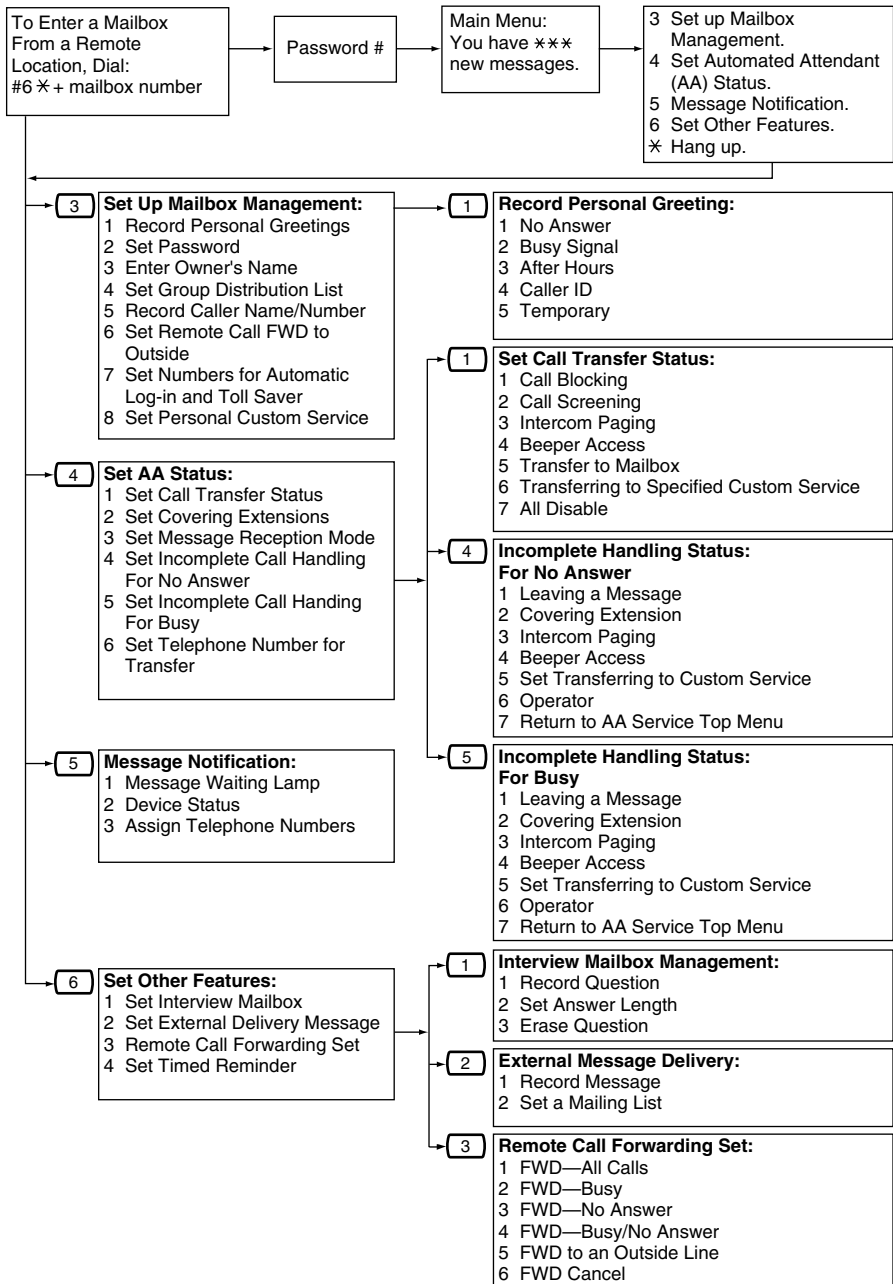 To Enter a Mailbox
From a Remote
Location, Dial:
#6 ✳ + mailbox number
Password #
Main Menu:
You have ✳✳✳
new messages.
3 Set up Mailbox
Management.
4 Set Automated Attendant
(AA) Status.
5 Message Notification.
6 Set Other Features.
✳ Hang up.
3
Set Up Mailbox Management:
1 Record Personal Greetings
2 Set Password
3 Enter Owner's Name
4 Set Group Distribution List
5 Record Caller Name/Number
6 Set Remote Call FWD to
Outside
7 Set Numbers for Automatic
Log-in and Toll Saver
8 Set Personal Custom Service
1
Record Personal Greeting:
1 No Answer
2 Busy Signal
3 After Hours
4 Caller ID
5 Temporary
4
Set AA Status:
1 Set Call Transfer Status
2 Set Covering Extensions
3 Set Message Reception Mode
4 Set Incomplete Call Handling
For No Answer
5 Set Incomplete Call Handing
For Busy
6 Set Telephone Number for
Transfer
1
Set Call Transfer Status:
1 Call Blocking
2 Call Screening
3 Intercom Paging
4 Beeper Access
5 Transfer to Mailbox
6 Transferring to Specified Custom Service
7 All Disable
4
Incomplete Handling Status:
For No Answer
1 Leaving a Message
2 Covering Extension
3 Intercom Paging
4 Beeper Access
5 Set Transferring to Custom Service
6 Operator
7 Return to AA Service Top Menu
5
Incomplete Handling Status:
For Busy
1 Leaving a Message
2 Covering Extension
3 Intercom Paging
4 Beeper Access
5 Set Transferring to Custom Service
6 Operator
7 Return to AA Service Top Menu
5
Message Notification:
1 Message Waiting Lamp
2 Device Status
3 Assign Telephone Numbers
6
Set Other Features:
1 Set Interview Mailbox
2 Set External Delivery Message
3 Remote Call Forwarding Set
4 Set Timed Reminder
1
Interview Mailbox Management:
1 Record Question
2 Set Answer Length
3 Erase Question
2
External Message Delivery:
1 Record Message
2 Set a Mailing List
3
Remote Call Forwarding Set:
1 FWD—All Calls
2 FWD—Busy
3 FWD—No Answer
4 FWD—Busy/No Answer
5 FWD to an Outside Line
6 FWD Cancel